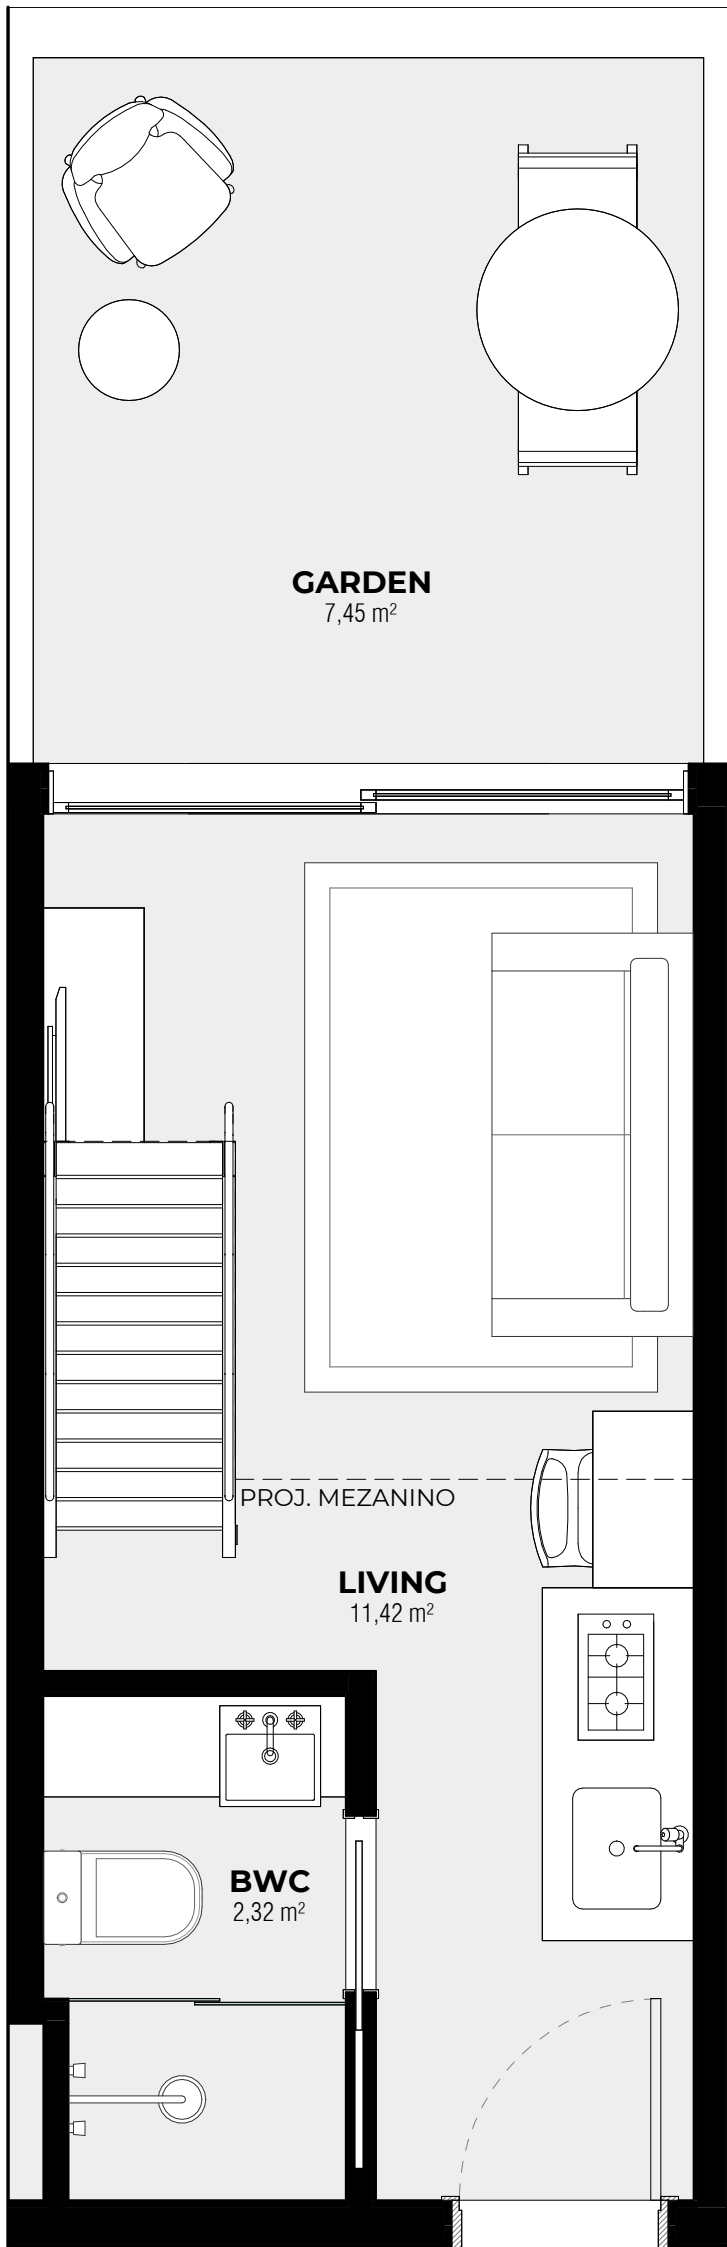 GARDEN
7,45 m²
PROJ. MEZANINO
LIVING
11,42 m²
BWC
2,32 m²